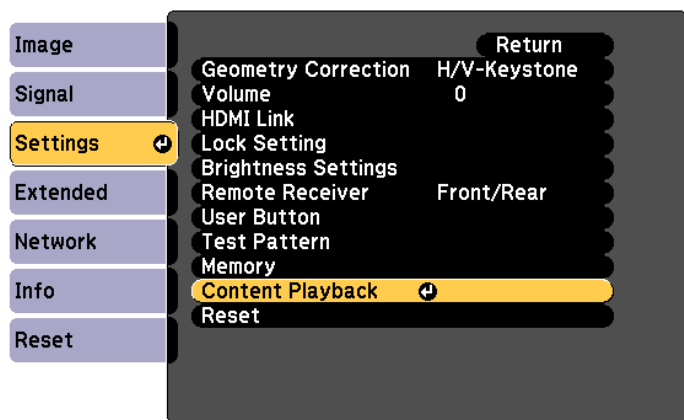 Image
Signal
Settings
Extended
Network
Info
Reset
Return
Geometry Correction H/V-Keystone
Volume 0
HDMI Link
Lock Setting
Brightness Settings
Remote Receiver Front/Rear
User Button
Test Pattern
Memory
Content Playback
Reset